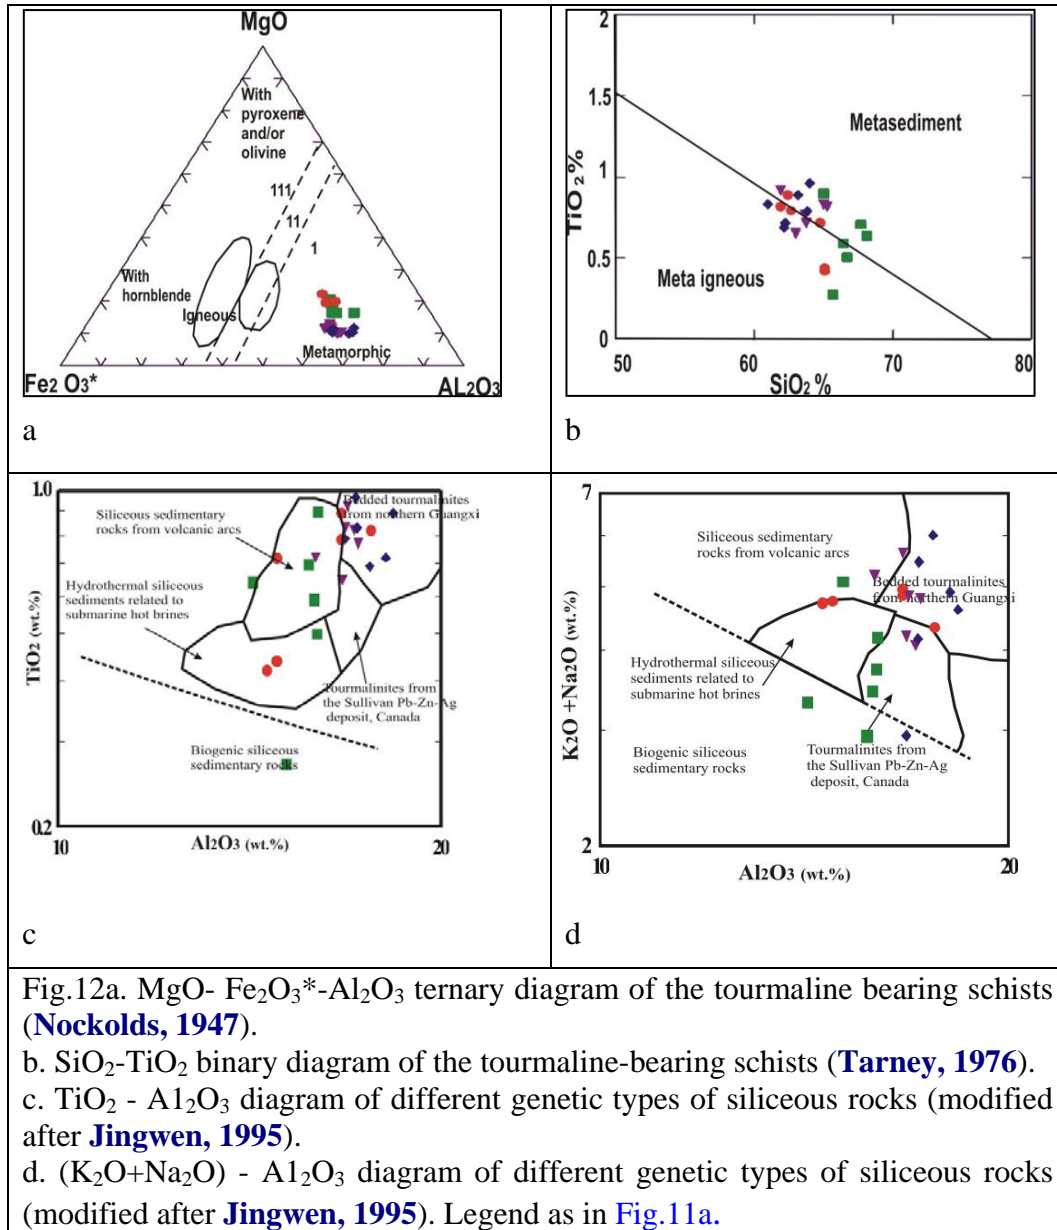 MgO
With
pyroxene
and/or
olivine
111
11
1
With
hornblende
Igneous
Metamorphic
Fe2 O3*
AL2O3
a
2
1.5
1
0.5
0
TiO2 %
Metasediment
Meta igneous
50
60
70
80
SiO2 %
b
1.0
0.2
TiO2 (wt.%)
Siliceous sedimentary
rocks from volcanic arcs
Bedded tourmalinites
from northern Guangxi
Hydrothermal siliceous
sediments related to
submarine hot brines
Tourmalinites from
the Sullivan Pb-Zn-Ag
deposit, Canada
Biogenic siliceous
sedimentary rocks
10
20
Al2O3 (wt.%)
c
7
2
K2O +Na2O (wt.%)
Siliceous sedimentary
rocks from volcanic arcs
Bedded tourmalinites
from northern Guangxi
Hydrothermal siliceous
sediments related to
submarine hot brines
Biogenic siliceous
sedimentary rocks
Tourmalinites from
the Sullivan Pb-Zn-Ag
deposit, Canada
10
20
Al2O3 (wt.%)
d
Fig.12a. MgO- Fe2O3*-Al2O3 ternary diagram of the tourmaline bearing schists
(Nockolds, 1947).
b. SiO2-TiO2 binary diagram of the tourmaline-bearing schists (Tarney, 1976).
c. TiO2 - A12O3 diagram of different genetic types of siliceous rocks (modified
after Jingwen, 1995).
d. (K2O+Na2O) - A12O3 diagram of different genetic types of siliceous rocks
(modified after Jingwen, 1995). Legend as in Fig.11a.